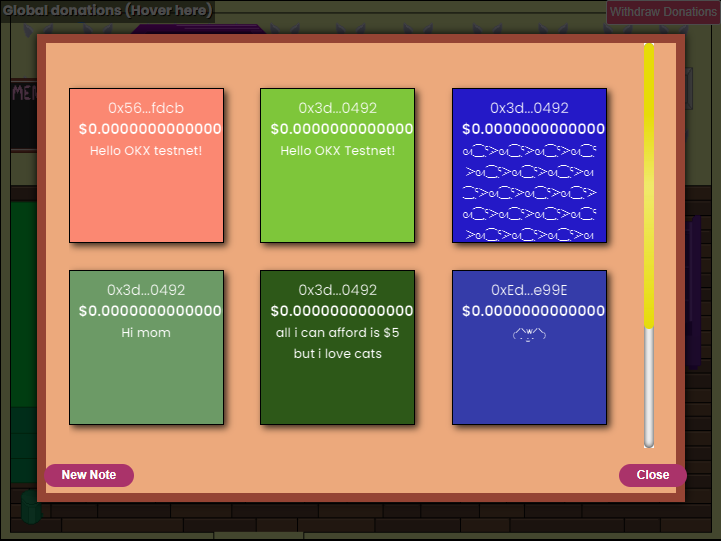 Global donations (Hover here)
Withdraw Donations
0x56...fdcb
$0.0000000000000
Hello OKX testnet!
0x3d...0492
$0.0000000000000
Hello OKX Testnet!
0x3d...0492
$0.0000000000000
0x3d...0492
$0.0000000000000
Hi mom
0x3d...0492
$0.0000000000000
all i can afford is $5
but i love cats
0xEd...e99E
$0.0000000000000
New Note
Close